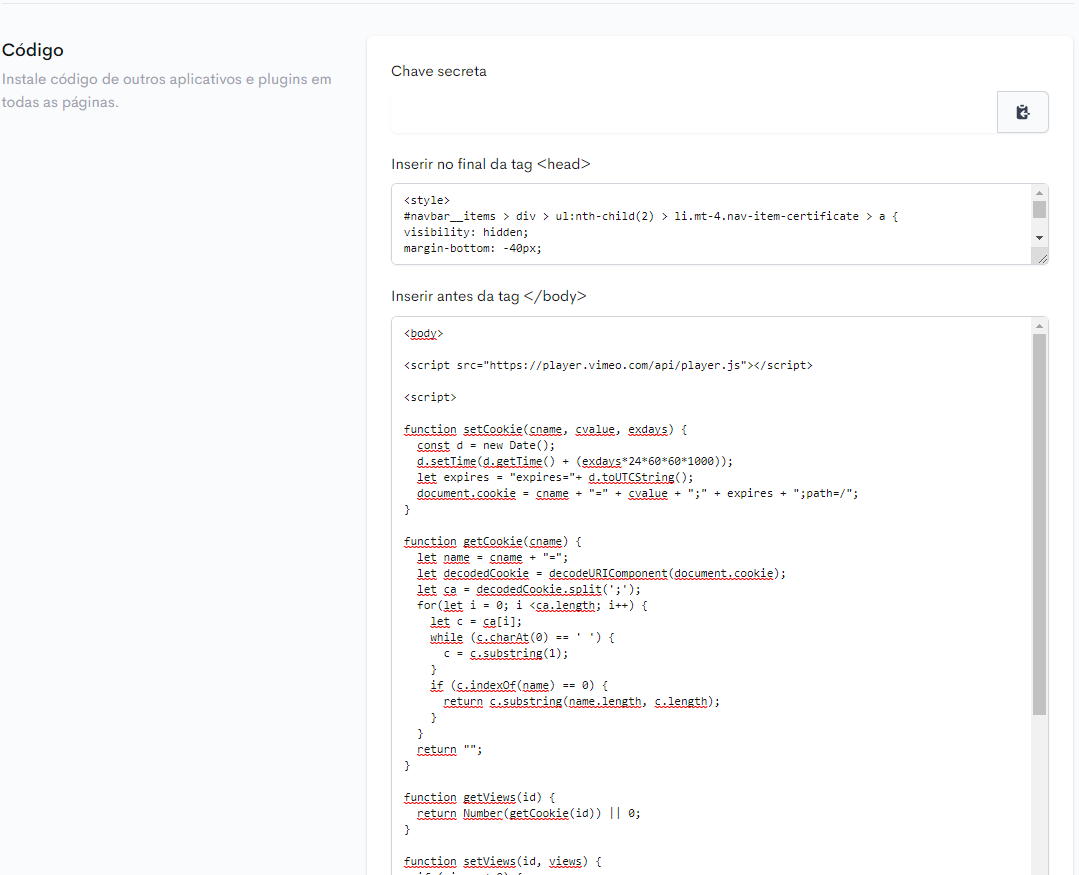 Código
Instale código de outros aplicativos e plugins em
todas as páginas.
Chave secreta
Inserir no final da tag <head>
<style>
#navbar__items > div > ul:nth-child(2) > li.mt-4.nav-item-certificate > a {
visibility: hidden;
margin-bottom: -40px;
Inserir antes da tag </body>
<body>
<script src="https://player.vimeo.com/api/player.js"></script>
<script>
function setCookie(cname, cvalue, exdays) {
  const d = new Date();
  d.setTime(d.getTime() + (exdays*24*60*60*1000));
  let expires = "expires="+ d.toUTCString();
  document.cookie = cname + "=" + cvalue + ";" + expires + ";path=/";
}
function getCookie(cname) {
  let name = cname + "=";
  let decodedCookie = decodeURIComponent(document.cookie);
  let ca = decodedCookie.split(';');
  for(let i = 0; i <ca.length; i++) {
    let c = ca[i];
    while (c.charAt(0) == ' ') {
      c = c.substring(1);
    }
    if (c.indexOf(name) == 0) {
      return c.substring(name.length, c.length);
    }
  }
  return "";
}
function getViews(id) {
  return Number(getCookie(id)) || 0;
}
function setViews(id, views) {